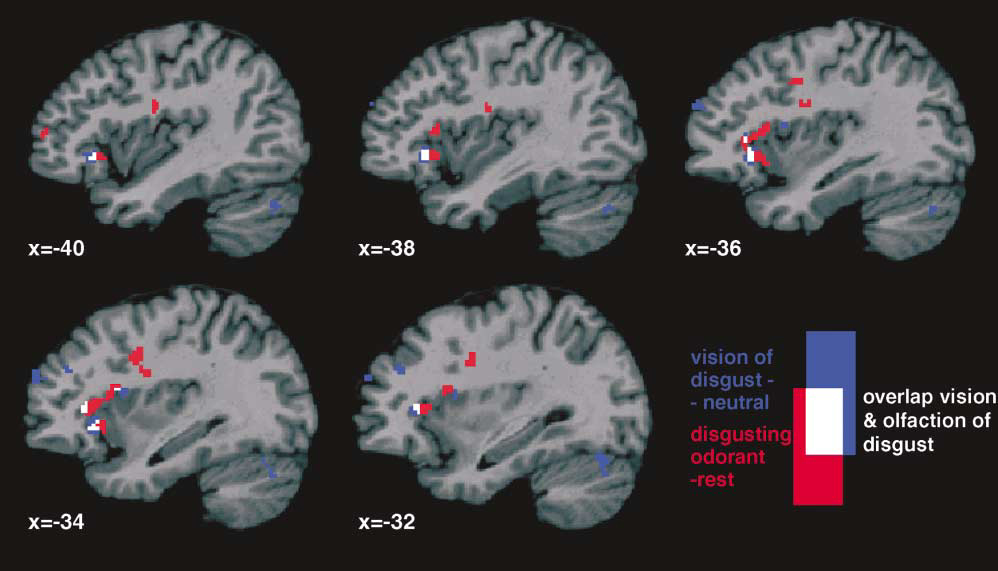 x=-40
x=-38
x=-36
x=-34
x=-32
vision of
disgust -
- neutral
disgusting
odorant
-rest
overlap vision
& olfaction of
disgust